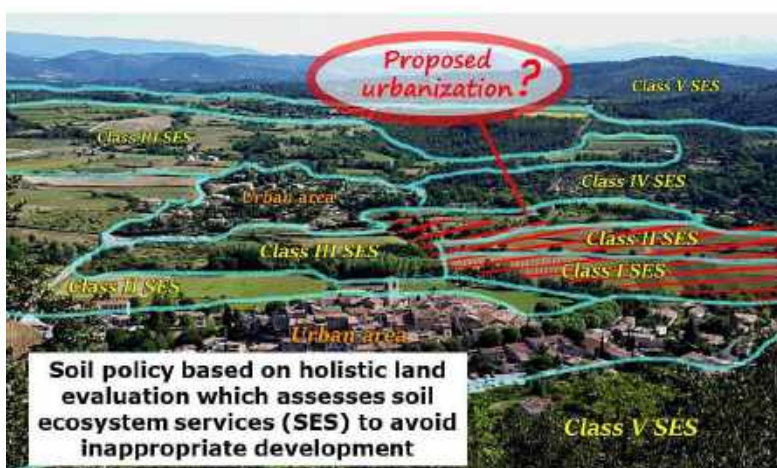 Proposed
urbanization?
Class V SES
Class III SES
Class IV SES
Urban area
Class II SES
Class III SES
Class I SES
Class II SES
Urban area
Soil policy based on holistic land
evaluation which assesses soil
ecosystem services (SES) to avoid
inappropriate development
Class V SES